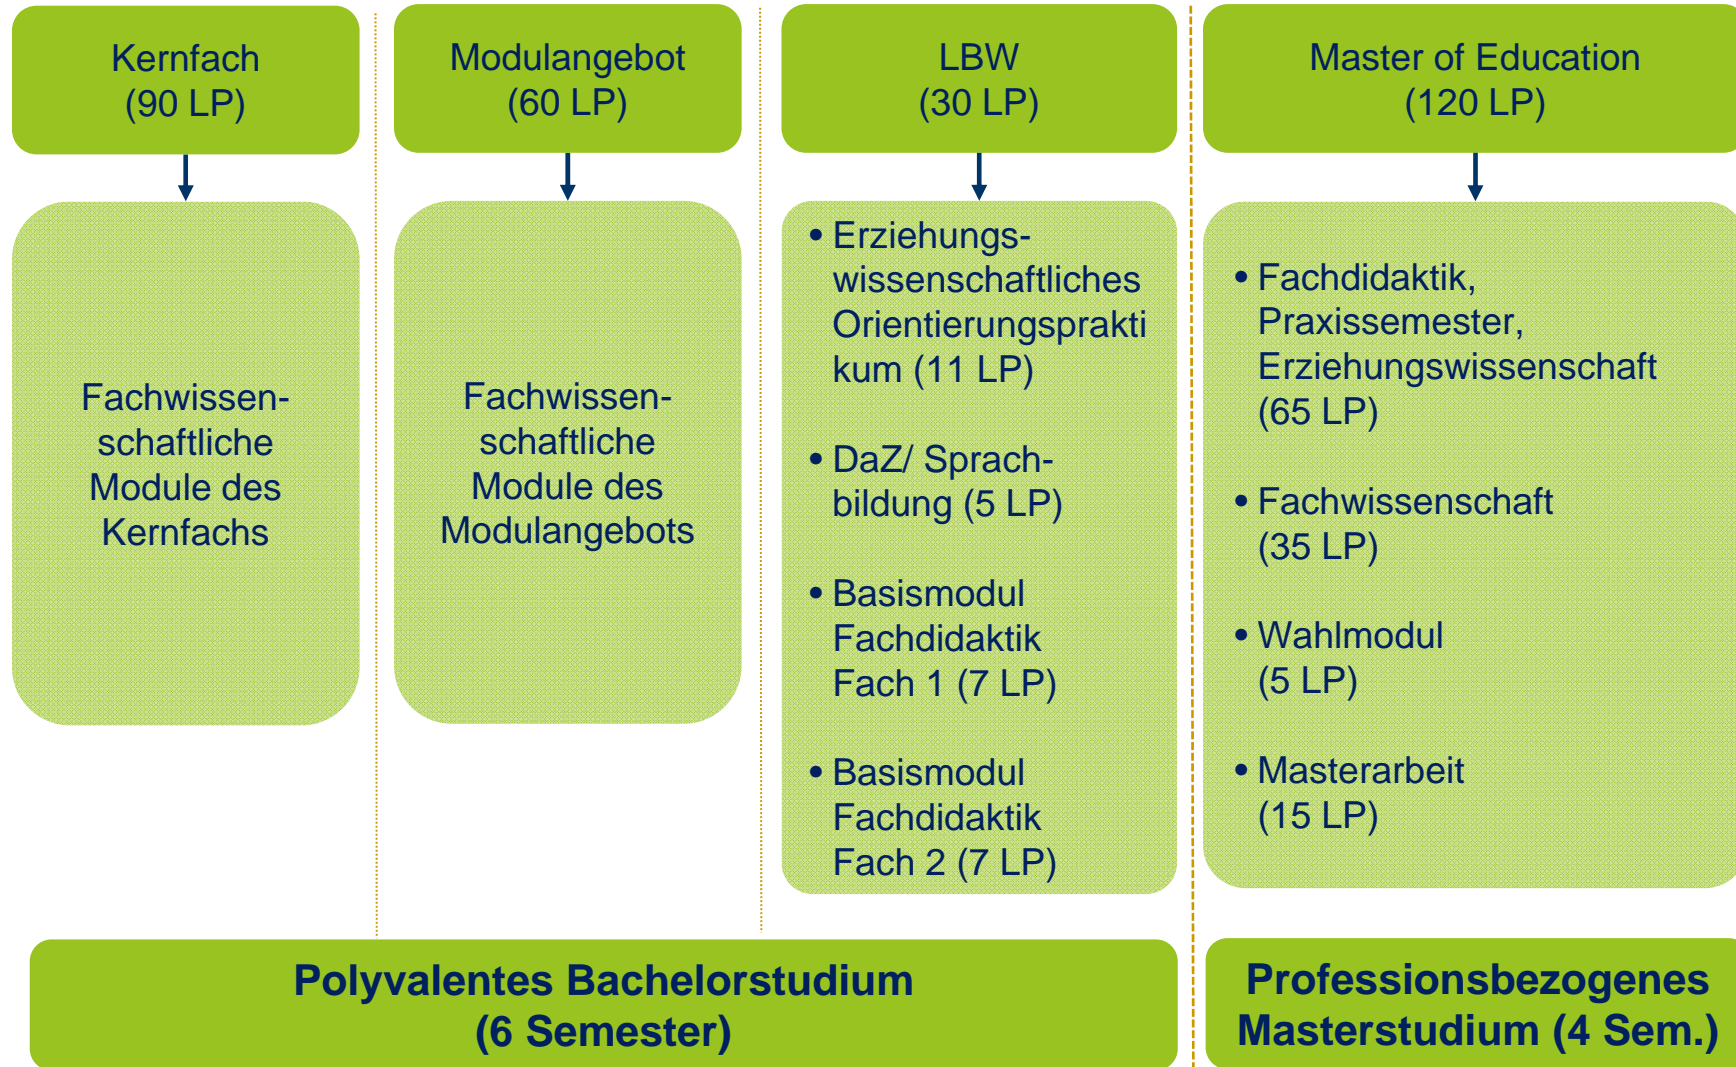 Kernfach
(90 LP)
Modulangebot
(60 LP)
LBW
(30 LP)
Master of Education
(120 LP)
Fachwissen-
schaftliche
Module des
Kernfachs
Fachwissen-
schaftliche
Module des
Modulangebots
• Erziehungs-
wissenschaftliches
Orientierungsprakti
kum (11 LP)
• DaZ/ Sprach-
bildung (5 LP)
• Basismodul
Fachdidaktik
Fach 1 (7 LP)
• Basismodul
Fachdidaktik
Fach 2 (7 LP)
• Fachdidaktik,
Praxissemester,
Erziehungswissenschaft
(65 LP)
• Fachwissenschaft
(35 LP)
• Wahlmodul
(5 LP)
• Masterarbeit
(15 LP)
Polyvalentes Bachelorstudium
(6 Semester)
Professionsbezogenes
Masterstudium (4 Sem.)